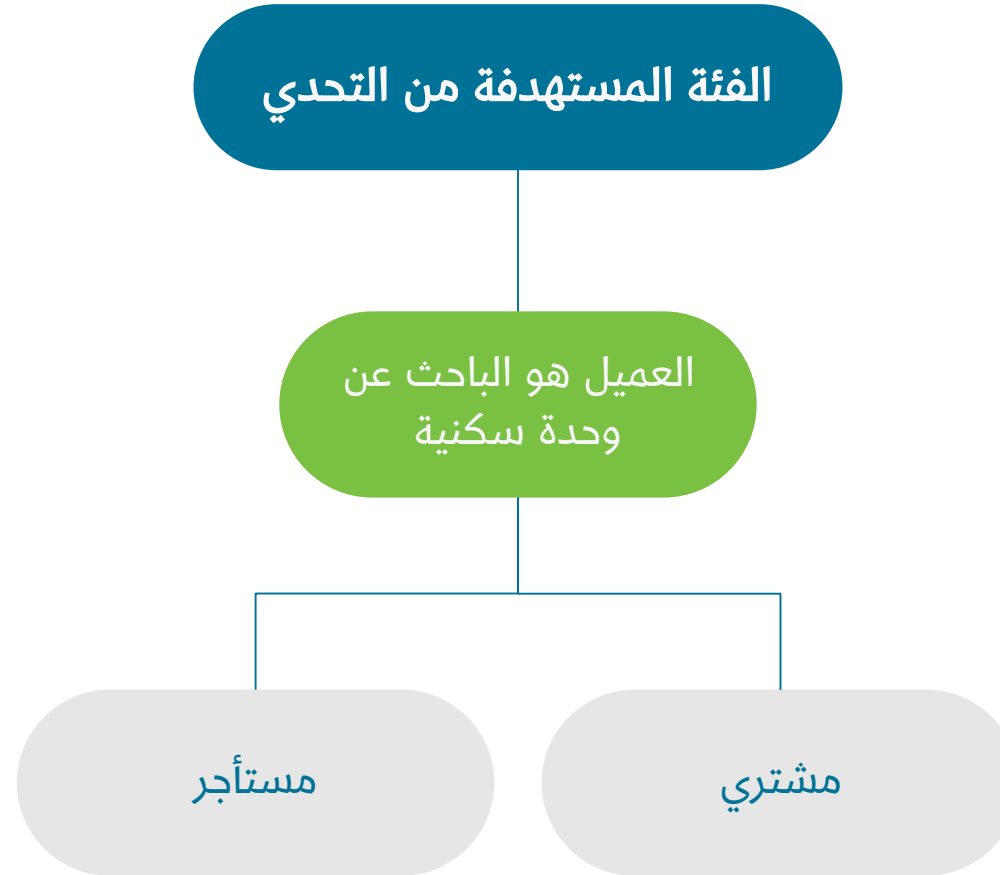 الفئة المستهدفة من التحدي
العميل هو الباحث عن
وحدة سكنية
مشتري
مستأجر